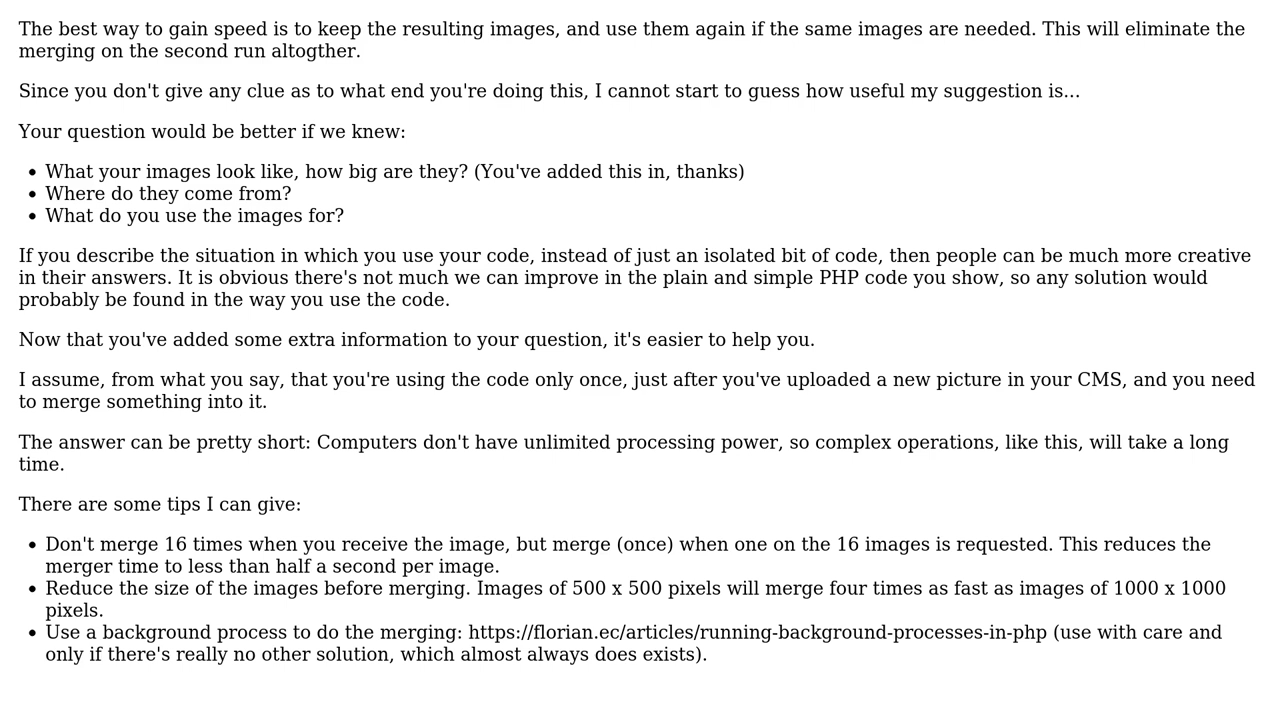 The best way to gain speed is to keep the resulting images, and use them again if the same images are needed. This will eliminate the
merging on the second run altogther.
Since you don't give any clue as to what end you're doing this, I cannot start to guess how useful my suggestion is...
Your question would be better if we knew:
• What your images look like, how big are they? (You've added this in, thanks)
• Where do they come from?
• What do you use the images for?
If you describe the situation in which you use your code, instead of just an isolated bit of code, then people can be much more creative
in their answers. It is obvious there's not much we can improve in the plain and simple PHP code you show, so any solution would
probably be found in the way you use the code.
Now that you've added some extra information to your question, it's easier to help you.
I assume, from what you say, that you're using the code only once, just after you've uploaded a new picture in your CMS, and you need
to merge something into it.
The answer can be pretty short: Computers don't have unlimited processing power, so complex operations, like this, will take a long
time.
There are some tips I can give:
• Don't merge 16 times when you receive the image, but merge (once) when one on the 16 images is requested. This reduces the
merger time to less than half a second per image.
• Reduce the size of the images before merging. Images of 500 x 500 pixels will merge four times as fast as images of 1000 x 1000
pixels.
• Use a background process to do the merging: https://florian.ec/articles/running-background-processes-in-php (use with care and
only if there's really no other solution, which almost always does exists).